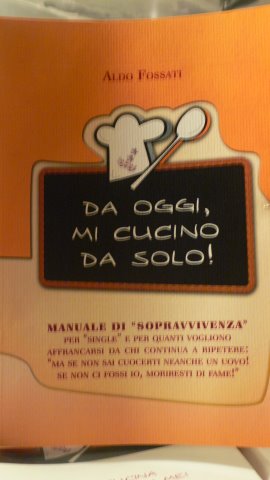 ALDO FOSSATI
DA OGGI,
MI CUCINO
DA SOLO!
MANUALE DI "SOPRAVVIVENZA"
PER "SINGLE" E PER QUANTI VOGLIONO
AFFRANCARSI DA CHI CONTINUA A RIPETERE:
"MA SE NON SAI CUOCERTI NEANCHE UN UOVO!
SE NON CI FOSSI IO, MORIRESTI DI FAME!"